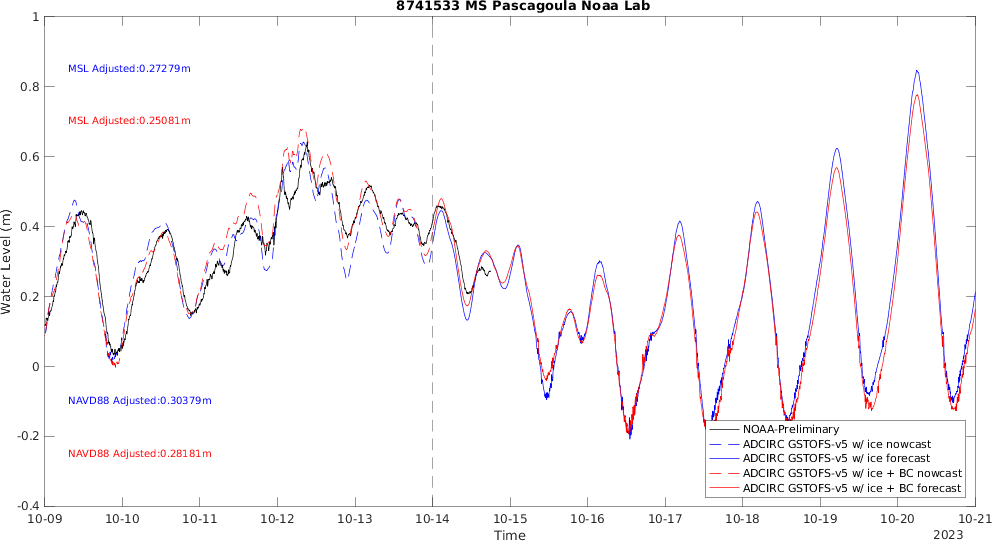 8741533 MS Pascagoula Noaa Lab
1
0.8
0.6
0.4
0.2
0
-0.2
-0.4
Water Level (m)
MSL Adjusted:0.27279m
MSL Adjusted:0.25081m
NAVD88 Adjusted:0.30379m
NAVD88 Adjusted:0.28181m
NOAA-Preliminary
ADCIRC GSTOFS-v5 w/ ice nowcast
ADCIRC GSTOFS-v5 w/ ice forecast
ADCIRC GSTOFS-v5 w/ ice + BC nowcast
ADCIRC GSTOFS-v5 w/ ice + BC forecast
10-09 10-10 10-11 10-12 10-13 10-14 10-15 10-16 10-17 10-18 10-19 10-20 10-21
Time
2023